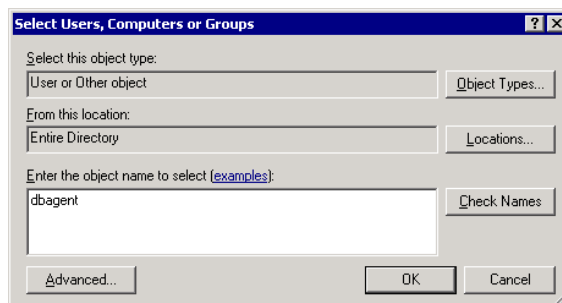 Select Users, Computers or Groups
Select this object type:
User or Other object
Object Types...
From this location:
Entire Directory
Locations...
Enter the object name to select (examples):
dbagent
Check Names
Advanced...
OK
Cancel